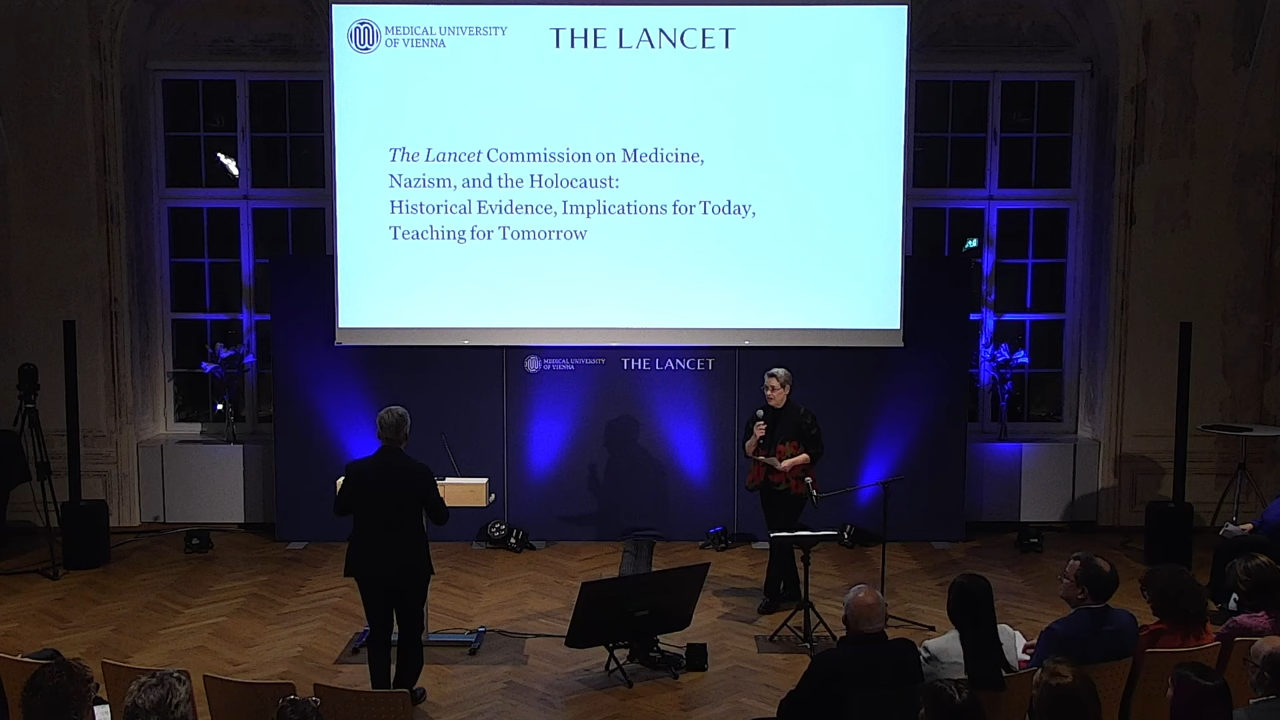 MEDICAL UNIVERSITY
OF VIENNA
THE LANCET
The Lancet Commission on Medicine,
Nazism, and the Holocaust:
Historical Evidence, Implications for Today,
Teaching for Tomorrow
MEDICAL UNIVERSITY
OF VIENNA
THE LANCET